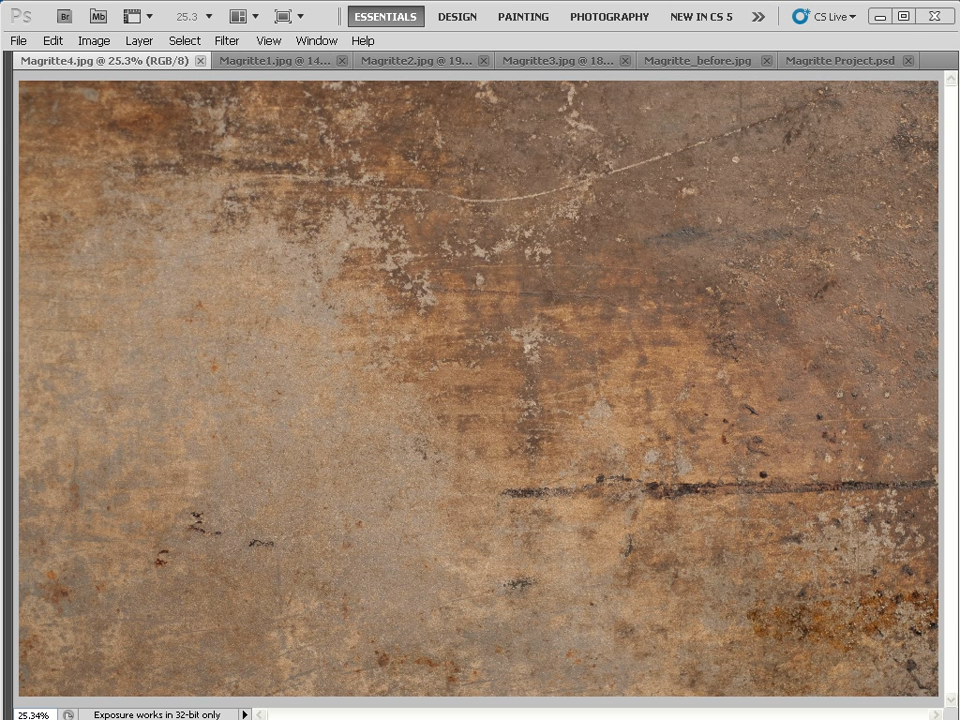 Ps Br Mb 25.3 ESSENTIALS DESIGN PAINTING PHOTOGRAPHY NEW IN CS 5 CS Live
File Edit Image Layer Select Filter View Window Help
Magritte4.jpg @ 25.3% (RGB/8) Magritte1.jpg @ 14... Magritte2.jpg @ 19... Magritte3.jpg @ 18... Magritte_before.jpg Magritte Project.psd
25.34% Exposure works in 32-bit only